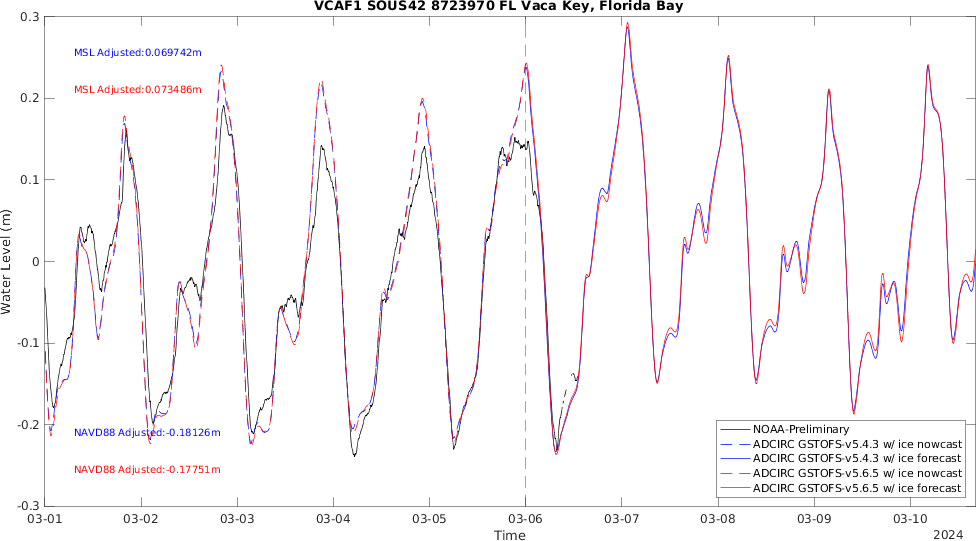 VCAF1 SOUS42 8723970 FL Vaca Key, Florida Bay
0.3
0.2
0.1
0
-0.1
-0.2
-0.3
Water Level (m)
MSL Adjusted:0.069742m
MSL Adjusted:0.073486m
NAVD88 Adjusted:-0.18126m
NAVD88 Adjusted:-0.17751m
NOAA-Preliminary
ADCIRC GSTOFS-v5.4.3 w/ ice nowcast
ADCIRC GSTOFS-v5.4.3 w/ ice forecast
ADCIRC GSTOFS-v5.6.5 w/ ice nowcast
ADCIRC GSTOFS-v5.6.5 w/ ice forecast
03-01 03-02 03-03 03-04 03-05 03-06 03-07 03-08 03-09 03-10
Time
2024